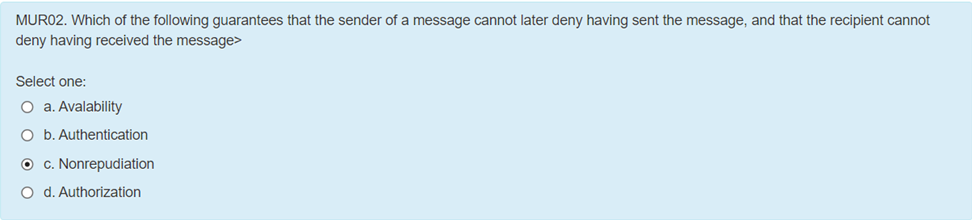 MUR02. Which of the following guarantees that the sender of a message cannot later deny having sent the message, and that the recipient cannot
deny having received the message>
Select one:
a. Avalability
b. Authentication
c. Nonrepudiation
d. Authorization